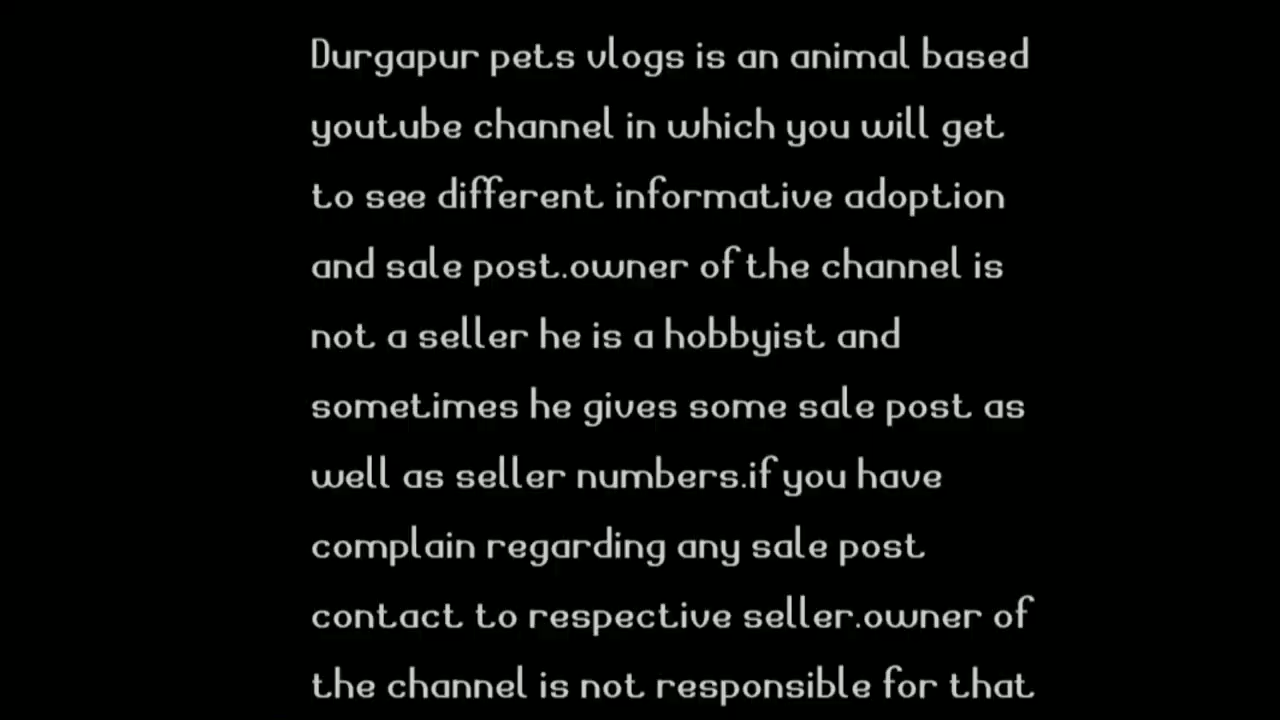 Durgapur pets vlogs is an animal based
youtube channel in which you will get
to see different informative adoption
and sale post.owner of the channel is
not a seller he is a hobbyist and
sometimes he gives some sale post as
well as seller numbers.if you have
complain regarding any sale post
contact to respective seller.owner of
the channel is not responsible for that